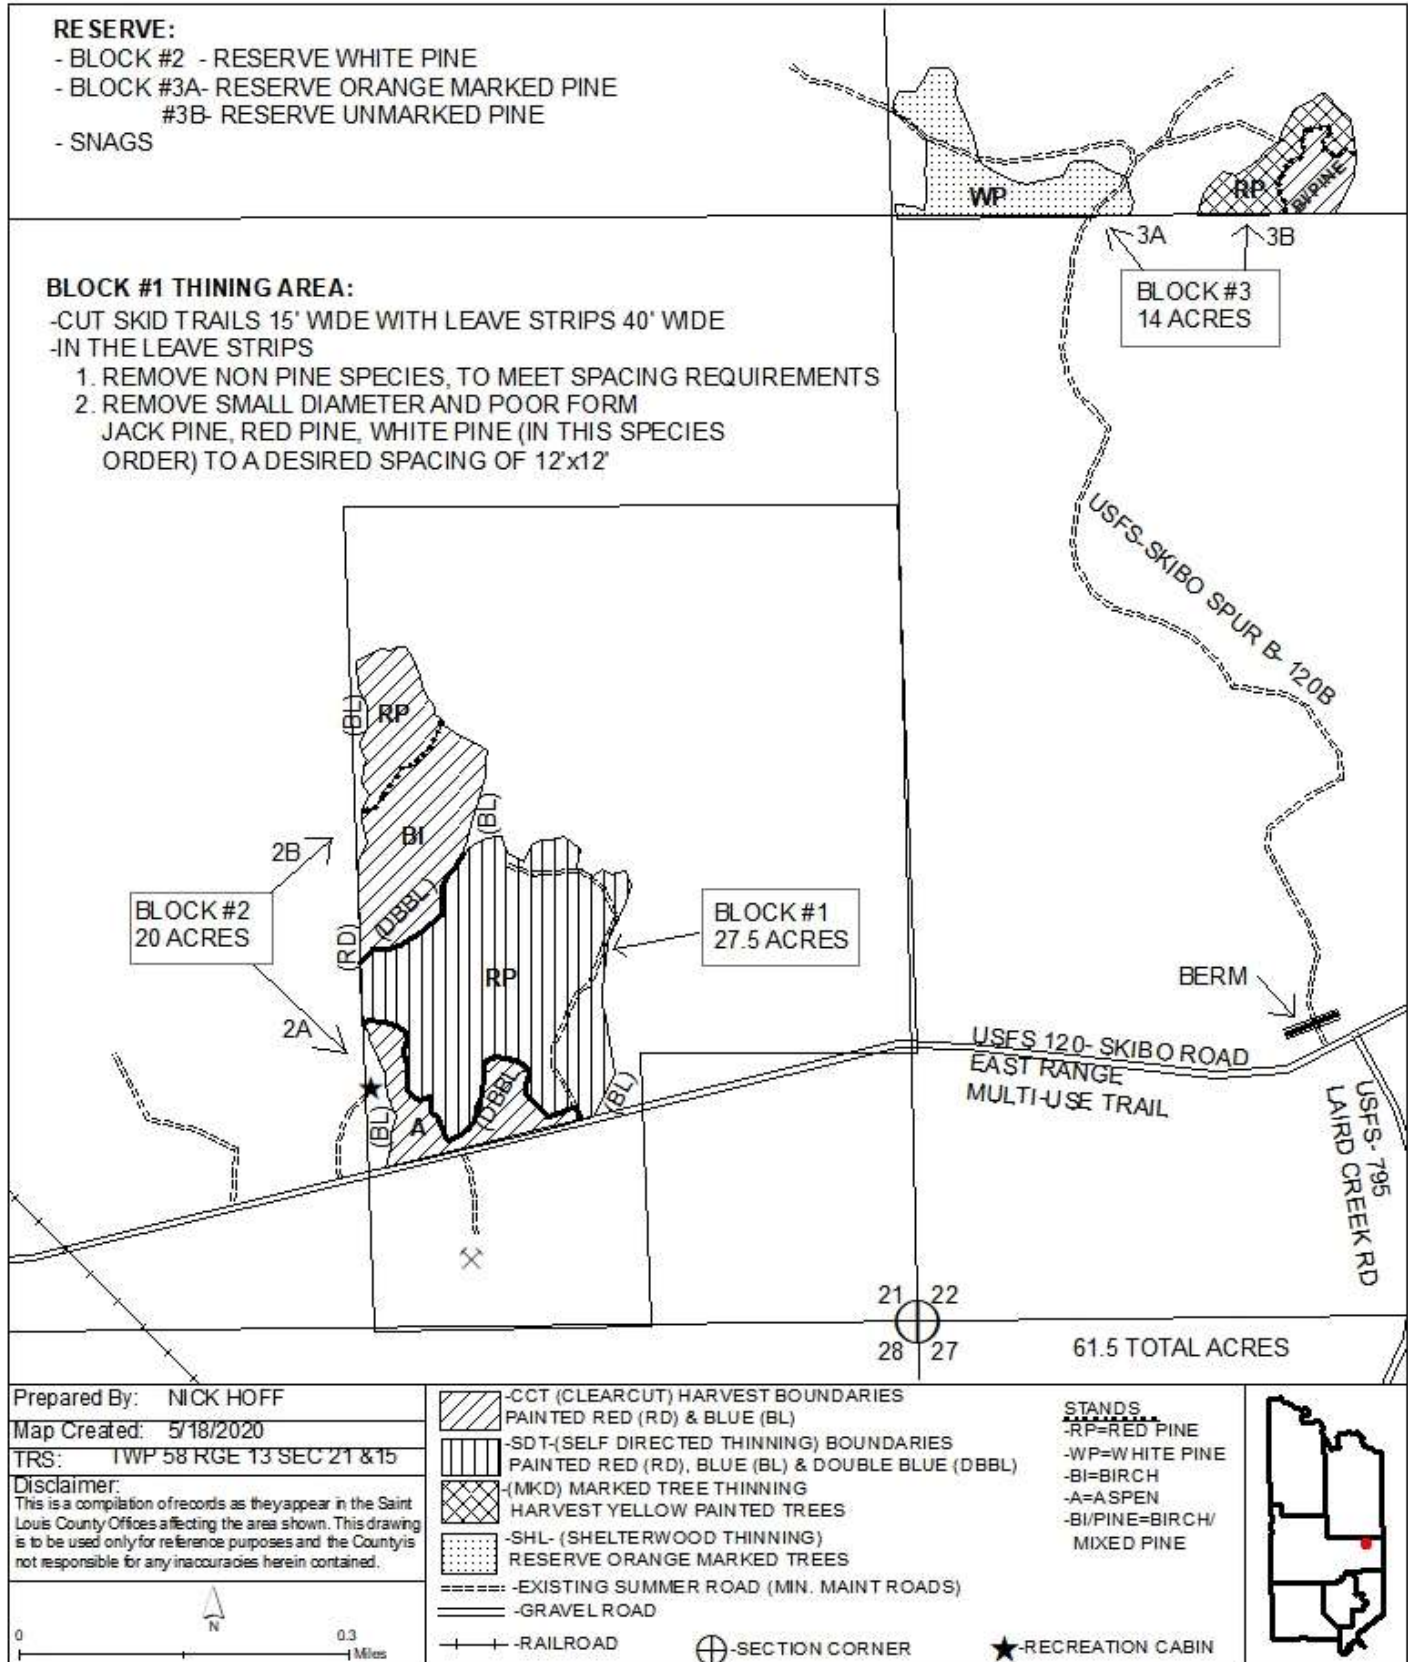 RESERVE:
- BLOCK #2 - RESERVE WHITE PINE
- BLOCK #3A- RESERVE ORANGE MARKED PINE
#3B- RESERVE UNMARKED PINE
- SNAGS
WP
RP
BI/PINE
3A
3B
BLOCK #3
14 ACRES
BLOCK #1 THINING AREA:
-CUT SKID TRAILS 15' WIDE WITH LEAVE STRIPS 40' WIDE
-IN THE LEAVE STRIPS
1. REMOVE NON PINE SPECIES, TO MEET SPACING REQUIREMENTS
2. REMOVE SMALL DIAMETER AND POOR FORM
JACK PINE, RED PINE, WHITE PINE (IN THIS SPECIES
ORDER) TO A DESIRED SPACING OF 12'x12'
USFS-SKIBO SPUR B- 120B
(BL)
RP
BI
(BL)
2B
(DBBL)
BLOCK #2
20 ACRES
(RD)
BLOCK #1
27.5 ACRES
RP
2A
BERM
USFS 120- SKIBO ROAD
EAST RANGE
MULTI-USE TRAIL
(BL)
A
(DBBL
(BL)
USFS- 795
LAIRD CREEK RD
21 22
28 27
61.5 TOTAL ACRES
Prepared By: NICK HOFF
Map Created: 5/18/2020
TRS: TWP 58 RGE 13 SEC 21 &15
Disclaimer:
This is a compilation of records as they appear in the Saint
Louis County Offices affecting the area shown. This drawing
is to be used only for reference purposes and the County is
not responsible for any inaccuracies herein contained.
N
0 0.3
Miles
-CCT (CLEARCUT) HARVEST BOUNDARIES
PAINTED RED (RD) & BLUE (BL)
-SDT-(SELF DIRECTED THINNING) BOUNDARIES
PAINTED RED (RD), BLUE (BL) & DOUBLE BLUE (DBBL)
-(MKD) MARKED TREE THINNING
HARVEST YELLOW PAINTED TREES
-SHL- (SHELTERWOOD THINNING)
RESERVE ORANGE MARKED TREES
-EXISTING SUMMER ROAD (MIN. MAINT ROADS)
-GRAVEL ROAD
-RAILROAD
-SECTION CORNER
-RECREATION CABIN
STANDS
-RP=RED PINE
-WP=WHITE PINE
-BI=BIRCH
-A=ASPEN
-BI/PINE=BIRCH/
MIXED PINE